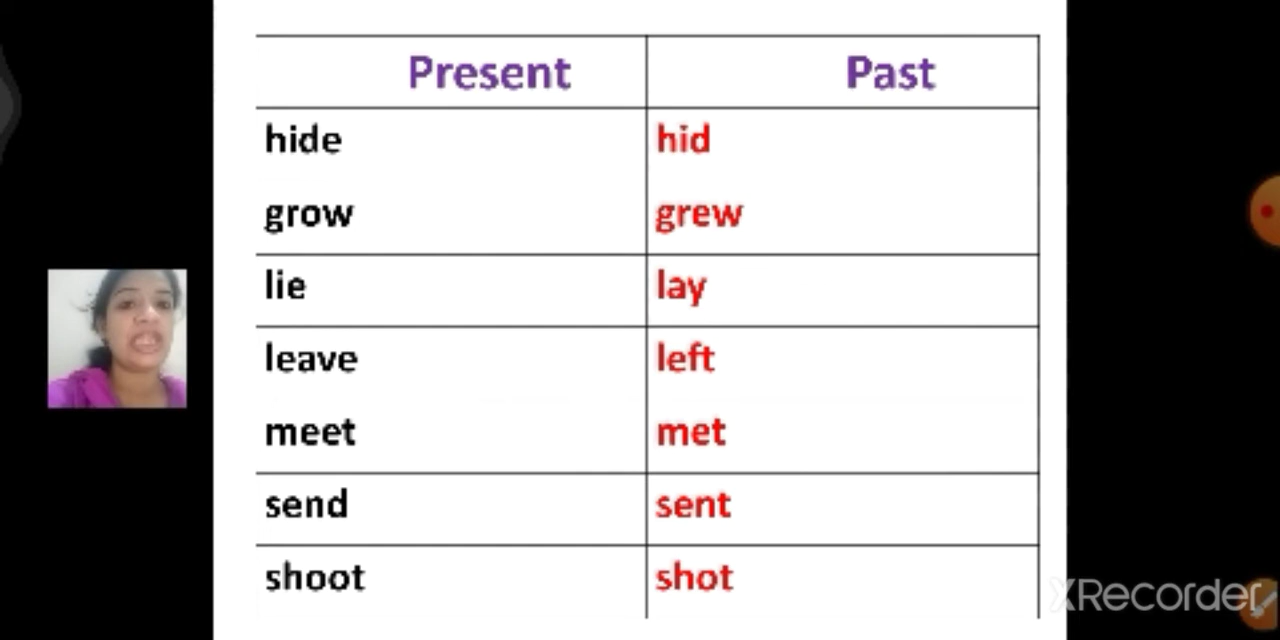 Present Past
hide hid
grow grew
lie lay
leave left
meet met
send sent
shoot shot
XRecorder